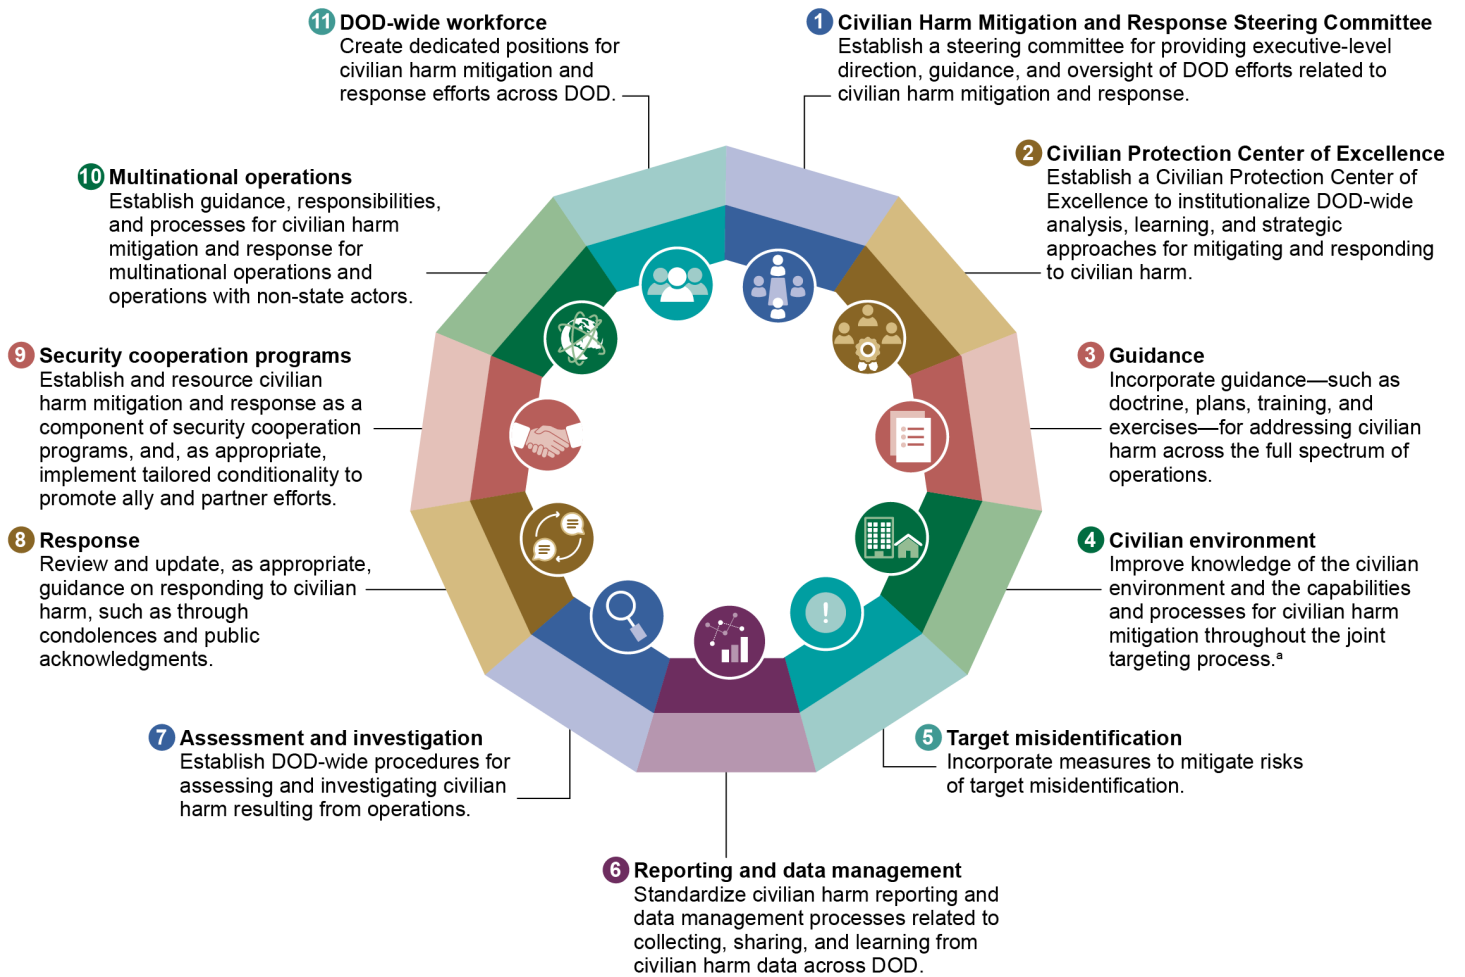 1 Civilian Harm Mitigation and Response Steering Committee
Establish a steering committee for providing executive-level
direction, guidance, and oversight of DOD efforts related to
civilian harm mitigation and response.
2 Civilian Protection Center of Excellence
Establish a Civilian Protection Center of
Excellence to institutionalize DOD-wide
analysis, learning, and strategic
approaches for mitigating and responding
to civilian harm.
3 Guidance
Incorporate guidance—such as
doctrine, plans, training, and
exercises—for addressing civilian
harm across the full spectrum of
operations.
4 Civilian environment
Improve knowledge of the civilian
environment and the capabilities
and processes for civilian harm
mitigation throughout the joint
targeting process.ª
5 Target misidentification
Incorporate measures to mitigate risks
of target misidentification.
6 Reporting and data management
Standardize civilian harm reporting and
data management processes related to
collecting, sharing, and learning from
civilian harm data across DOD.
7 Assessment and investigation
Establish DOD-wide procedures for
assessing and investigating civilian
harm resulting from operations.
8 Response
Review and update, as appropriate,
guidance on responding to civilian
harm, such as through
condolences and public
acknowledgments.
9 Security cooperation programs
Establish and resource civilian
harm mitigation and response as a
component of security cooperation
programs, and, as appropriate,
implement tailored conditionality to
promote ally and partner efforts.
10 Multinational operations
Establish guidance, responsibilities,
and processes for civilian harm
mitigation and response for
multinational operations and
operations with non-state actors.
11 DOD-wide workforce
Create dedicated positions for
civilian harm mitigation and
response efforts across DOD.
!